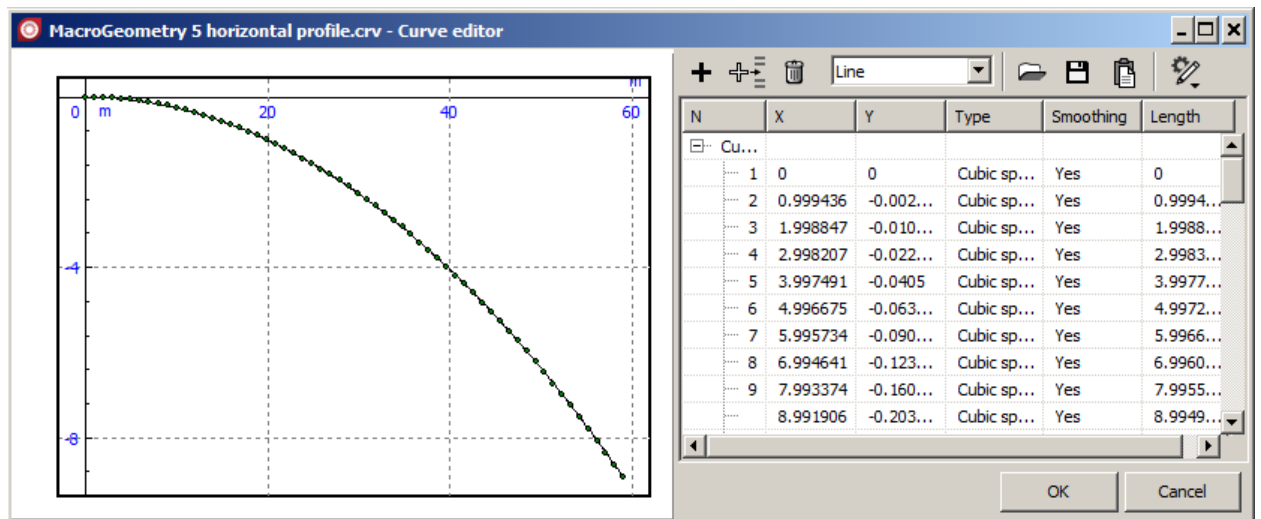 MacroGeometry 5 horizontal profile.crv - Curve editor
m
0 m 20 40 60
-4
-8
Line
N X Y Type Smoothing Length
Cu...
1 0 0 Cubic sp... Yes 0
2 0.999436 -0.002... Cubic sp... Yes 0.9994...
3 1.998847 -0.010... Cubic sp... Yes 1.9988...
4 2.998207 -0.022... Cubic sp... Yes 2.9983...
5 3.997491 -0.0405 Cubic sp... Yes 3.9977...
6 4.996675 -0.063... Cubic sp... Yes 4.9972...
7 5.995734 -0.090... Cubic sp... Yes 5.9966...
8 6.994641 -0.123... Cubic sp... Yes 6.9960...
9 7.993374 -0.160... Cubic sp... Yes 7.9955...
8.991906 -0.203... Cubic sp... Yes 8.9949...
OK Cancel